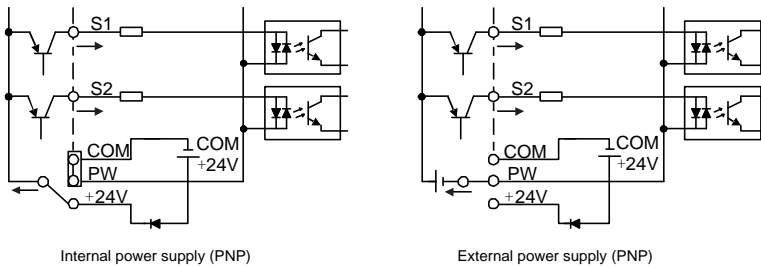 S1
S2
COM
COM
+24V
PW
+24V
Internal power supply (PNP)
S1
S2
COM
COM
+24V
PW
+24V
External power supply (PNP)